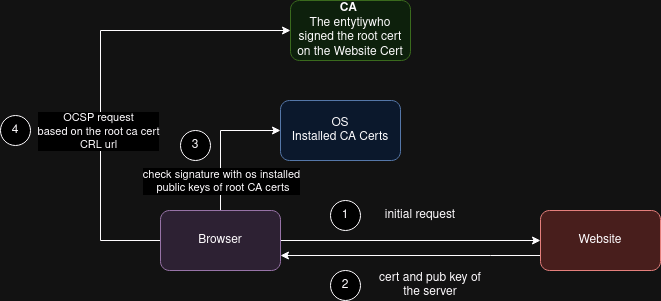 CA
The entytiywho
signed the root cert
on the Website Cert
4
OCSP request
based on the root ca cert
CRL url
OS
Installed CA Certs
3
check signature with os installed
public keys of root CA certs
1
initial request
Browser
Website
2
cert and pub key of
the server